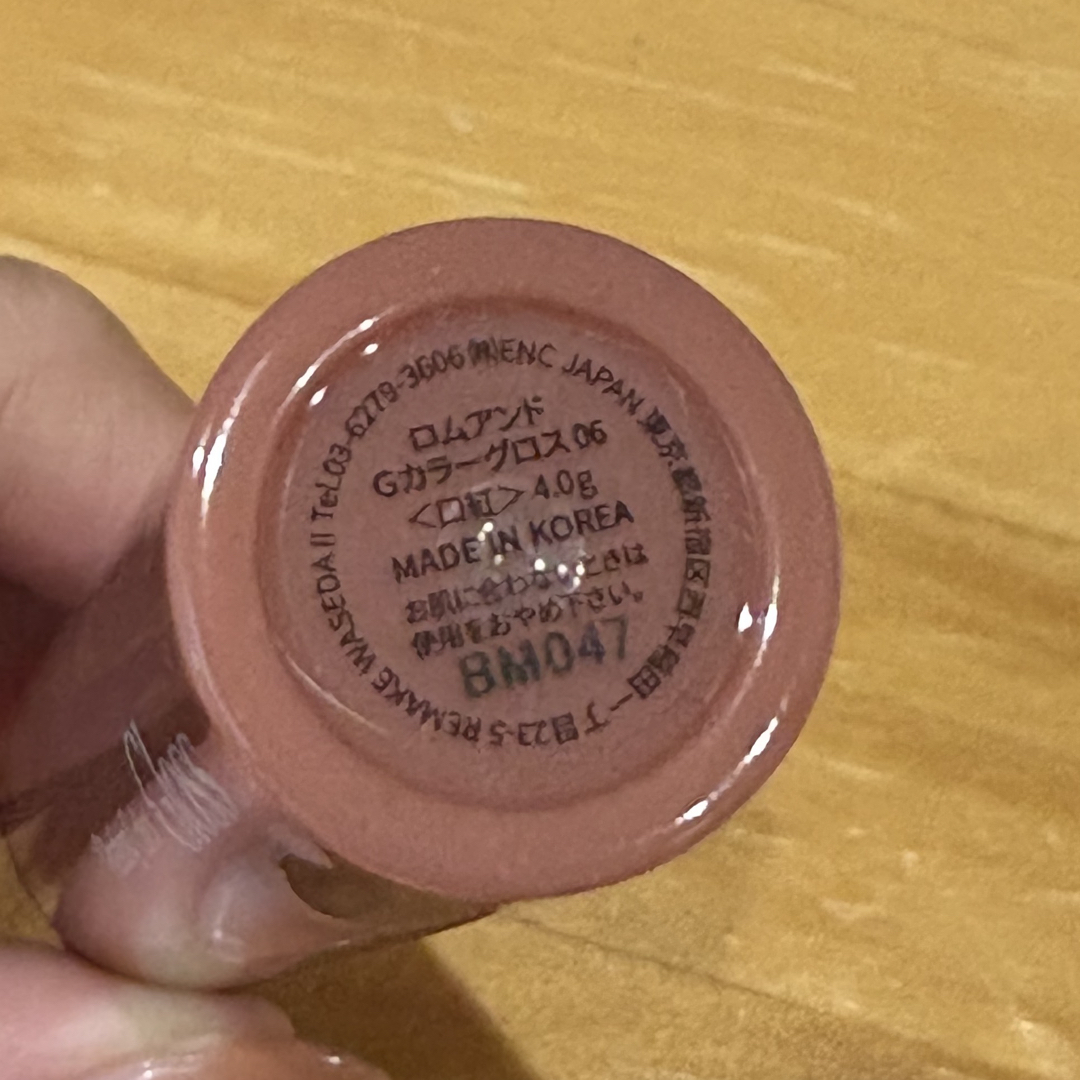 ロムアンド
Gカラーグロス 06
<口紅> 4.0g
MADE IN KOREA
お肌に合わないときは
使用をおやめ下さい。
BM047
㈱ENC JAPAN 東京都新宿区西早稲田一丁目23-5 REMAKE WASEDA II TeL03-6279-3606